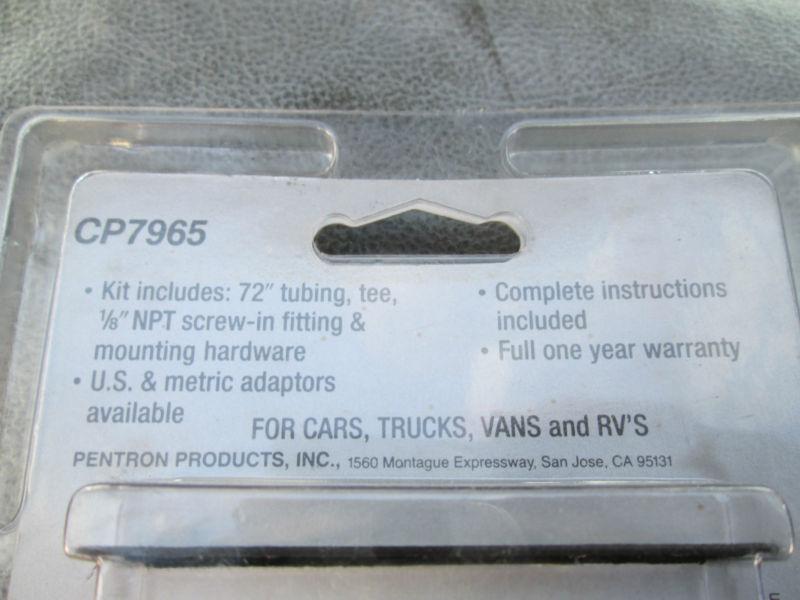 CP7965
• Kit includes: 72″ tubing, tee,
⅛″ NPT screw-in fitting &
mounting hardware
• U.S. & metric adaptors
available
• Complete instructions
included
• Full one year warranty
FOR CARS, TRUCKS, VANS and RV'S
PENTRON PRODUCTS, INC., 1560 Montague Expressway, San Jose, CA 95131